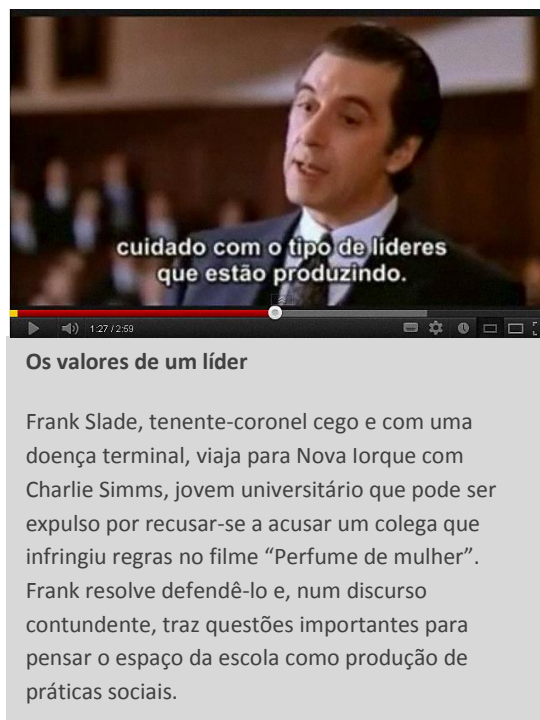 cuidado com o tipo de líderes
que estão produzindo.
1:27 / 2:59
Os valores de um líder
Frank Slade, tenente-coronel cego e com uma
doença terminal, viaja para Nova Iorque com
Charlie Simms, jovem universitário que pode ser
expulso por recusar-se a acusar um colega que
infringiu regras no filme “Perfume de mulher”.
Frank resolve defendê-lo e, num discurso
contundente, traz questões importantes para
pensar o espaço da escola como produção de
práticas sociais.